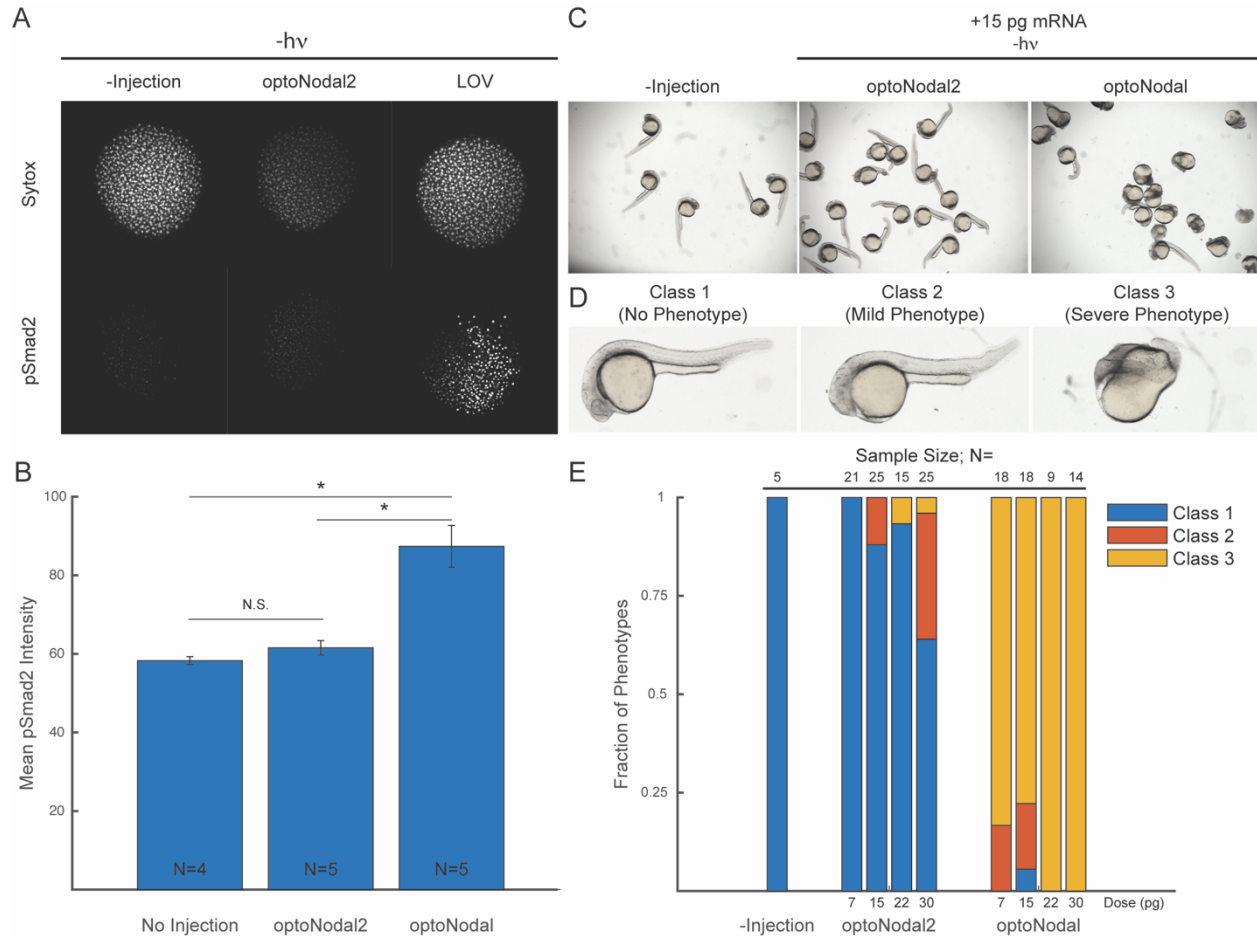 A
-hν
-Injection optoNodal2 LOV
Sytox
pSmad2
B
Mean pSmad2 Intensity
100
80
60
40
20
*
*
N.S.
N=4 N=5 N=5
No Injection optoNodal2 optoNodal
C
+15 pg mRNA
-hν
-Injection optoNodal2 optoNodal
D
Class 1 Class 2 Class 3
(No Phenotype) (Mild Phenotype) (Severe Phenotype)
E
Sample Size; N=
5 21 25 15 25 18 18 9 14
Fraction of Phenotypes
1
0.75
0.5
0.25
Class 1
Class 2
Class 3
7 15 22 30 7 15 22 30 Dose (pg)
-Injection optoNodal2 optoNodal